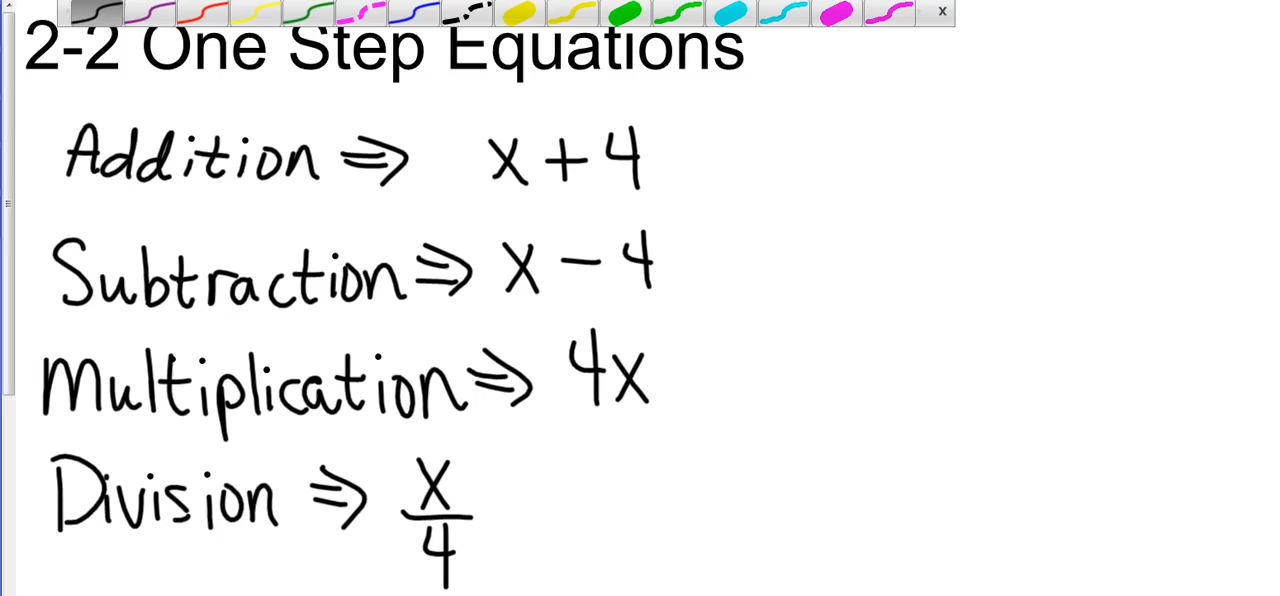 x
2-2 One Step Equations
Addition ⇒ x + 4
Subtraction ⇒ x - 4
Multiplication ⇒ 4x
Division ⇒ x/4